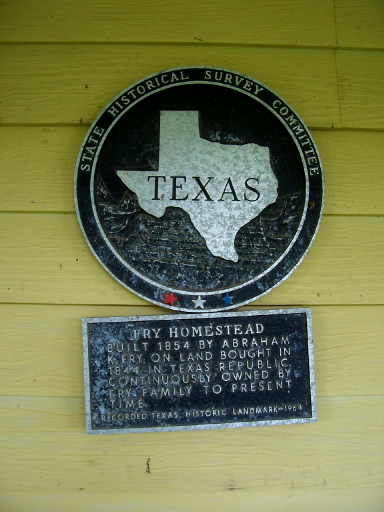 STATE HISTORICAL SURVEY COMMITTEE
TEXAS
FRY HOMESTEAD
BUILT 1854 BY ABRAHAM
K. FRY ON LAND BOUGHT IN
1844 IN TEXAS REPUBLIC.
CONTINUOUSLY OWNED BY
FRY FAMILY TO PRESENT
TIME.
RECORDED TEXAS HISTORIC LANDMARK-1964